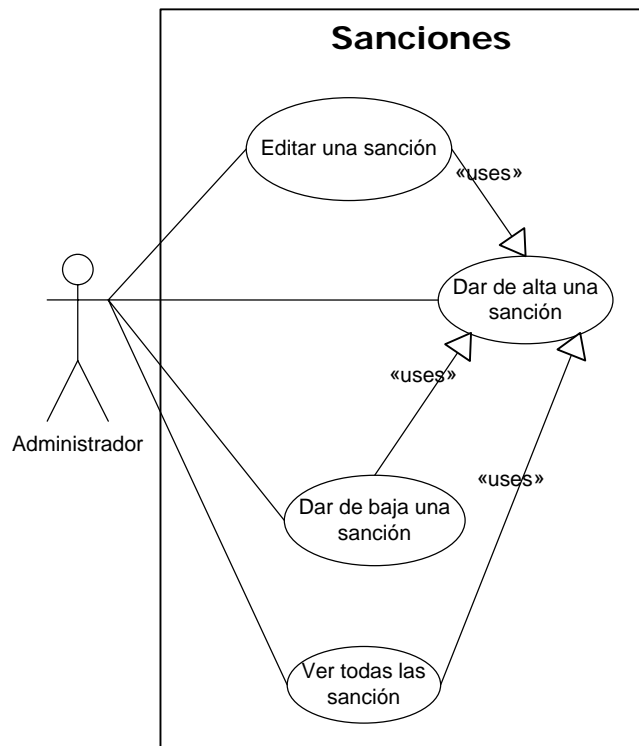 Sanciones
Editar una sanción
«uses»
Dar de alta una
sanción
«uses»
Administrador
«uses»
Dar de baja una
sanción
Ver todas las
sanción